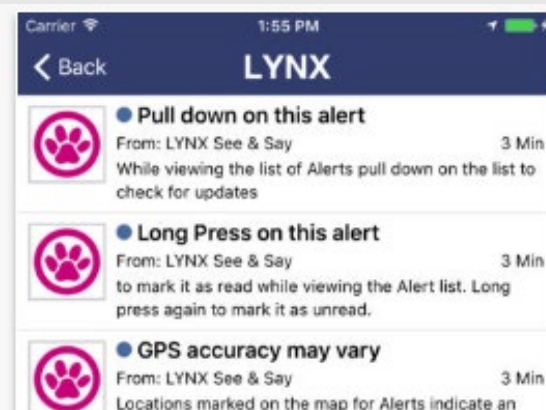 Carrier 1:55 PM
Back LYNX
Pull down on this alert
From: LYNX See & Say 3 Min
While viewing the list of Alerts pull down on the list to
check for updates
Long Press on this alert
From: LYNX See & Say 3 Min
to mark it as read while viewing the Alert list. Long
press again to mark it as unread.
GPS accuracy may vary
From: LYNX See & Say 3 Min
Locations marked on the map for Alerts indicate an